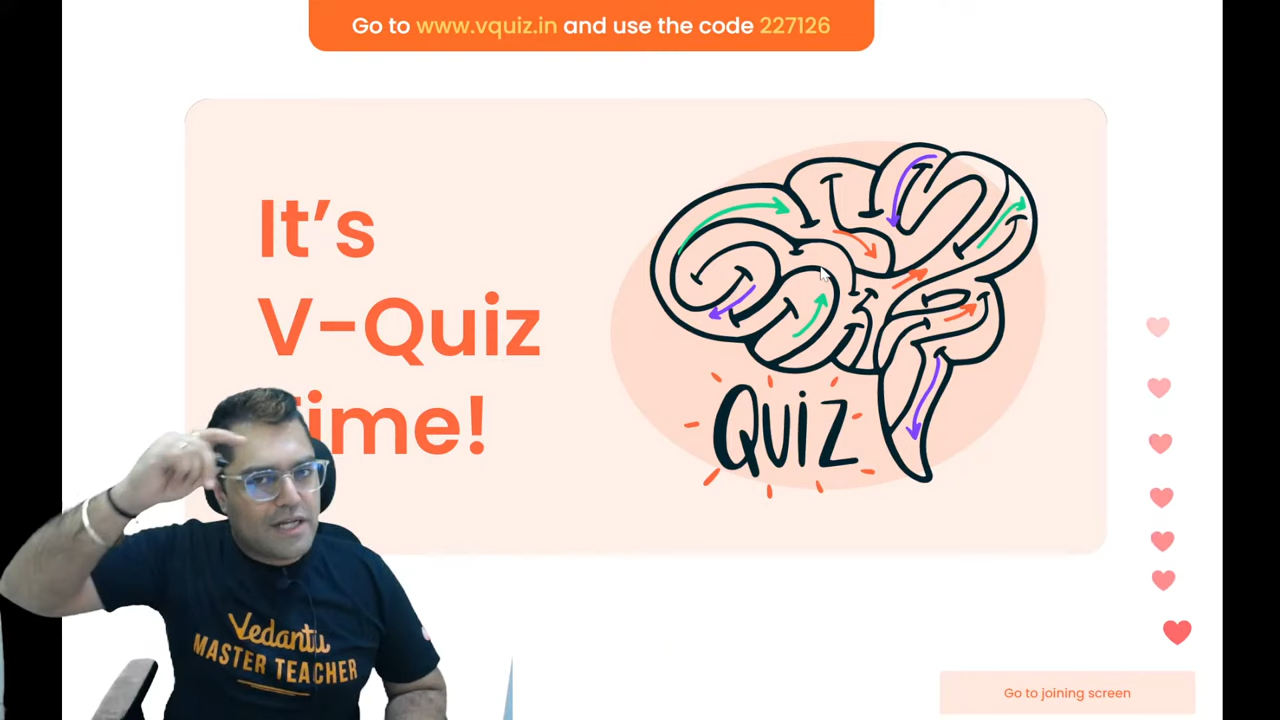 Go to www.vquiz.in and use the code 227126
It's
V-Quiz
Time!
QUIZ
Vedantu
MASTER TEACHER
Go to joining screen